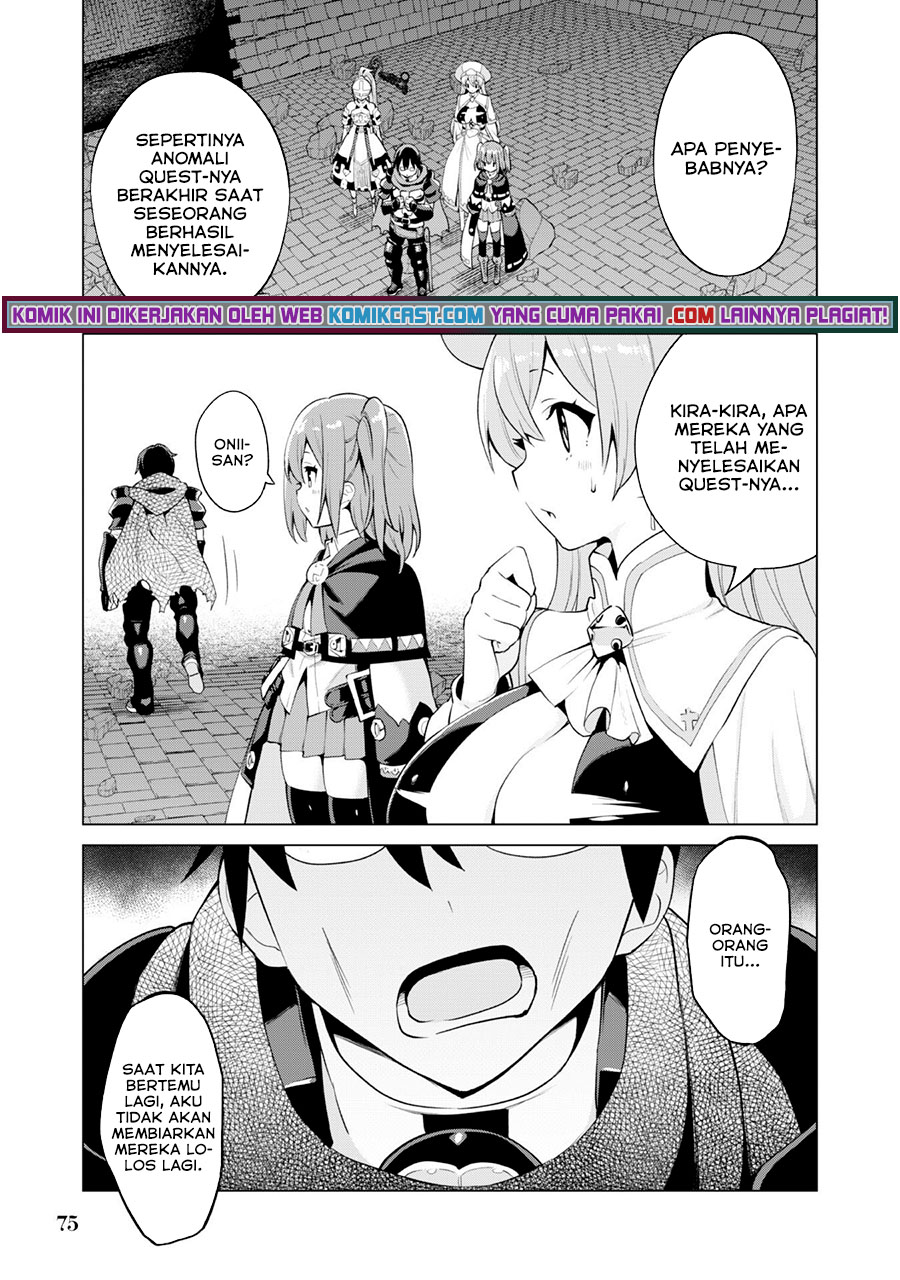 APA PENYE-
BABNYA?
SEPERTINYA
ANOMALI
QUEST-NYA
BERAKHIR SAAT
SESEORANG
BERHASIL
MENYELESAI-
KANNYA.
KOMIK INI DIKERJAKAN OLEH WEB KOMIKCAST.COM YANG CUMA PAKAI .COM LAINNYA PLAGIAT!
KIRA-KIRA, APA
MEREKA YANG
TELAH ME-
NYELESAIKAN
QUEST-NYA...
ONII-
SAN?
ORANG-
ORANG
ITU...
SAAT KITA
BERTEMU
LAGI, AKU
TIDAK AKAN
MEMBIARKAN
MEREKA LO-
LOS LAGI.
75